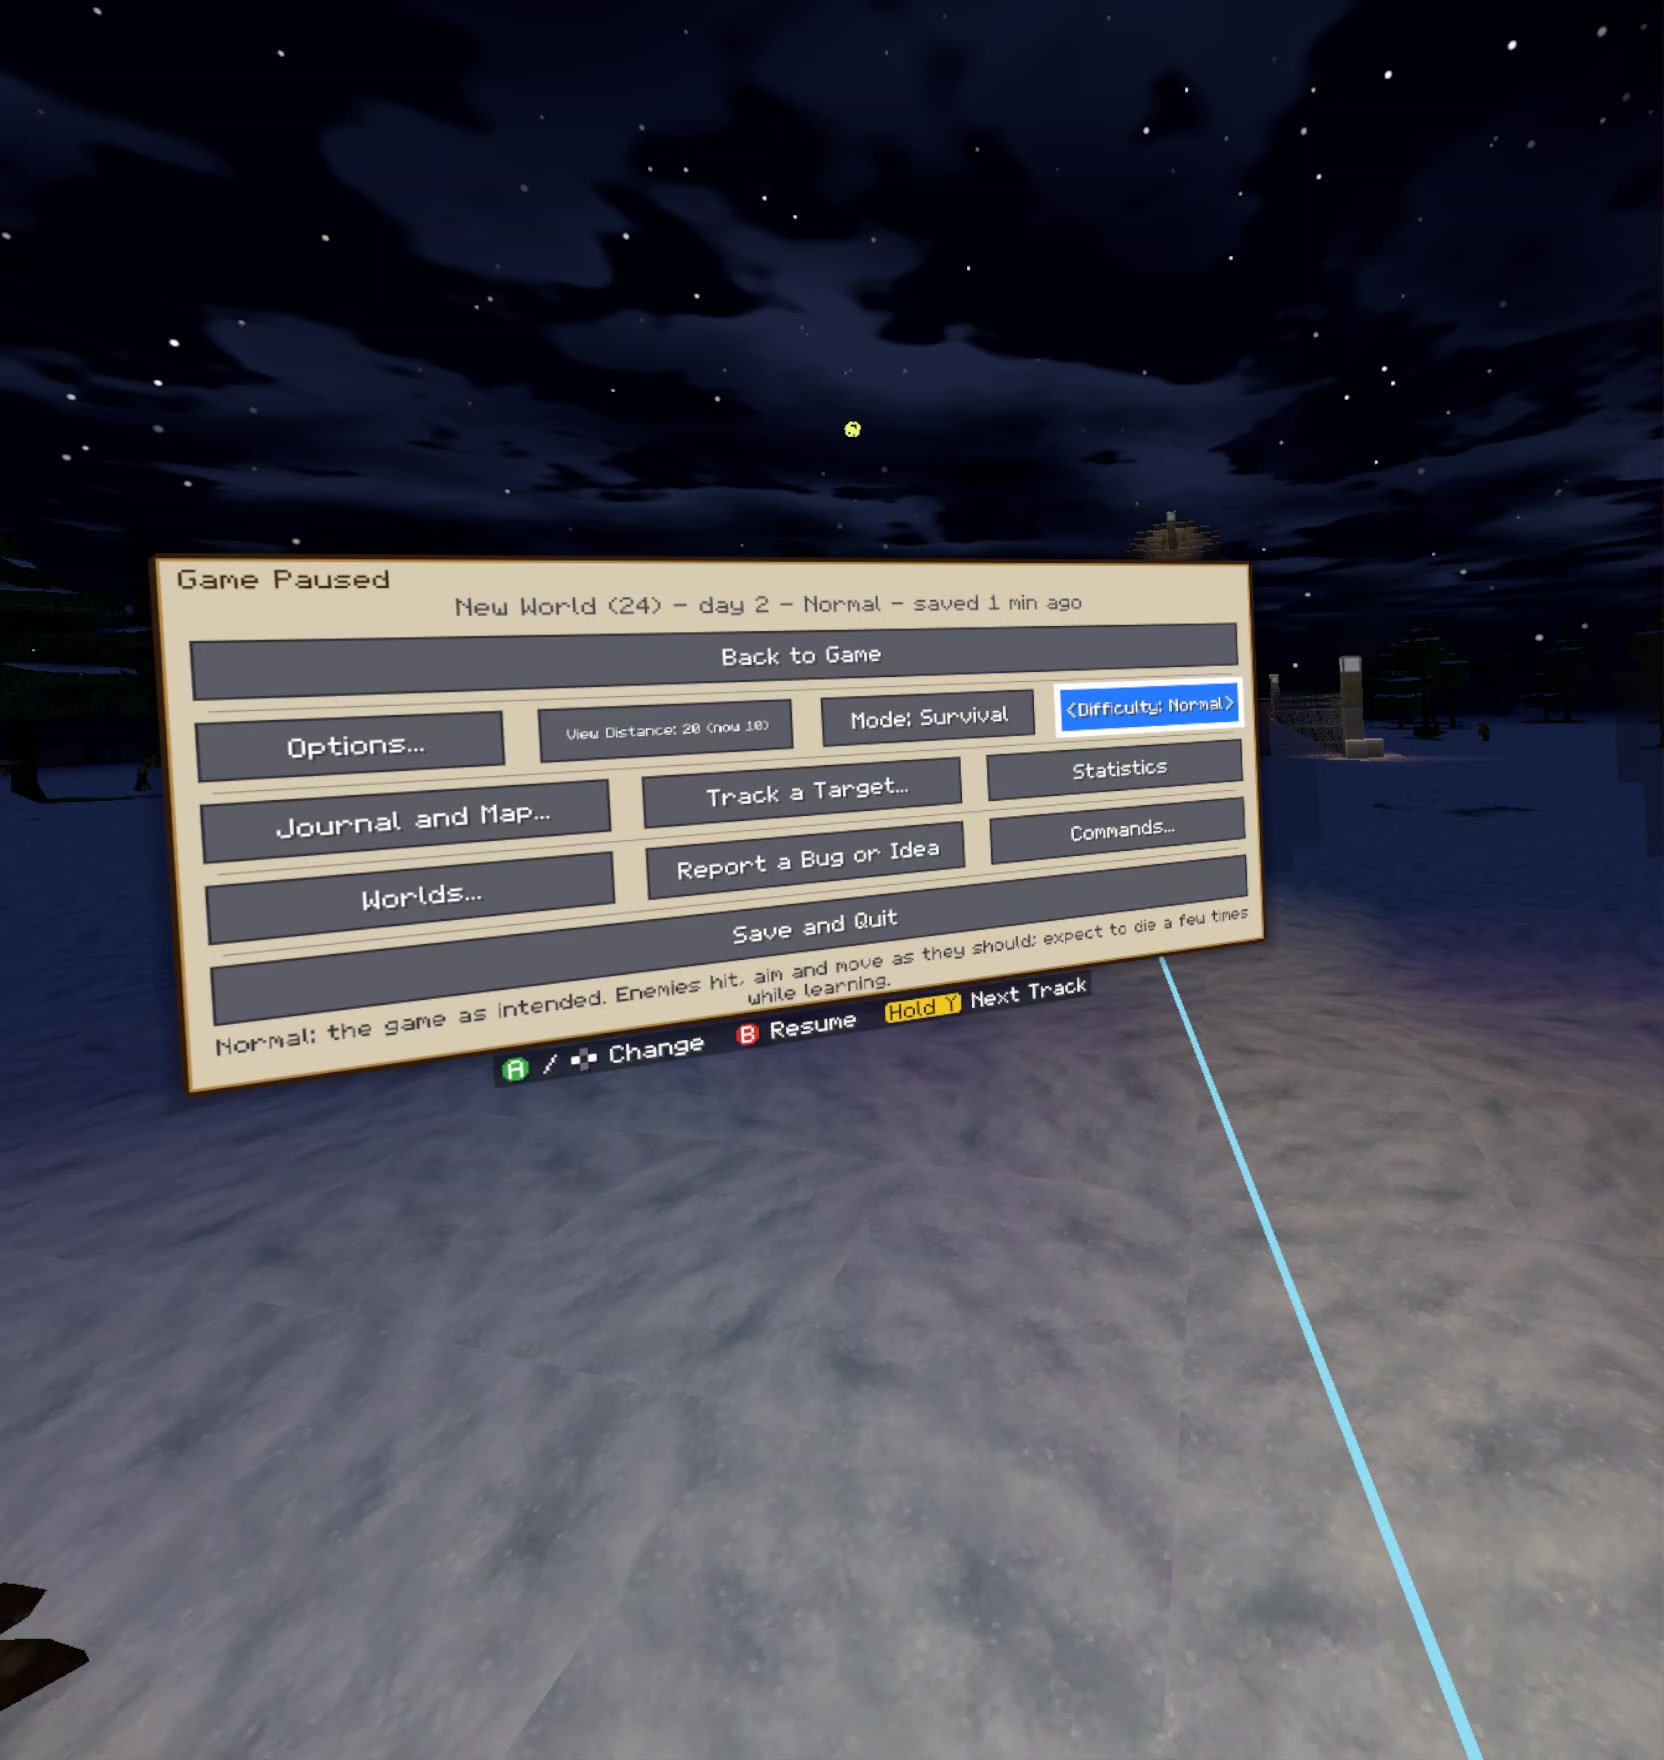 Game Paused
New World (24) - day 2 - Normal - saved 1 min ago
Back to Game
Options...
View Distance: 20 (now 10)
Mode: Survival
<Difficulty: Normal>
Journal and Map...
Track a Target...
Statistics
Worlds...
Report a Bug or Idea
Commands...
Save and Quit
Normal: the game as intended. Enemies hit, aim and move as they should; expect to die a few times
while learning.
A / Change B Resume Hold Y Next Track